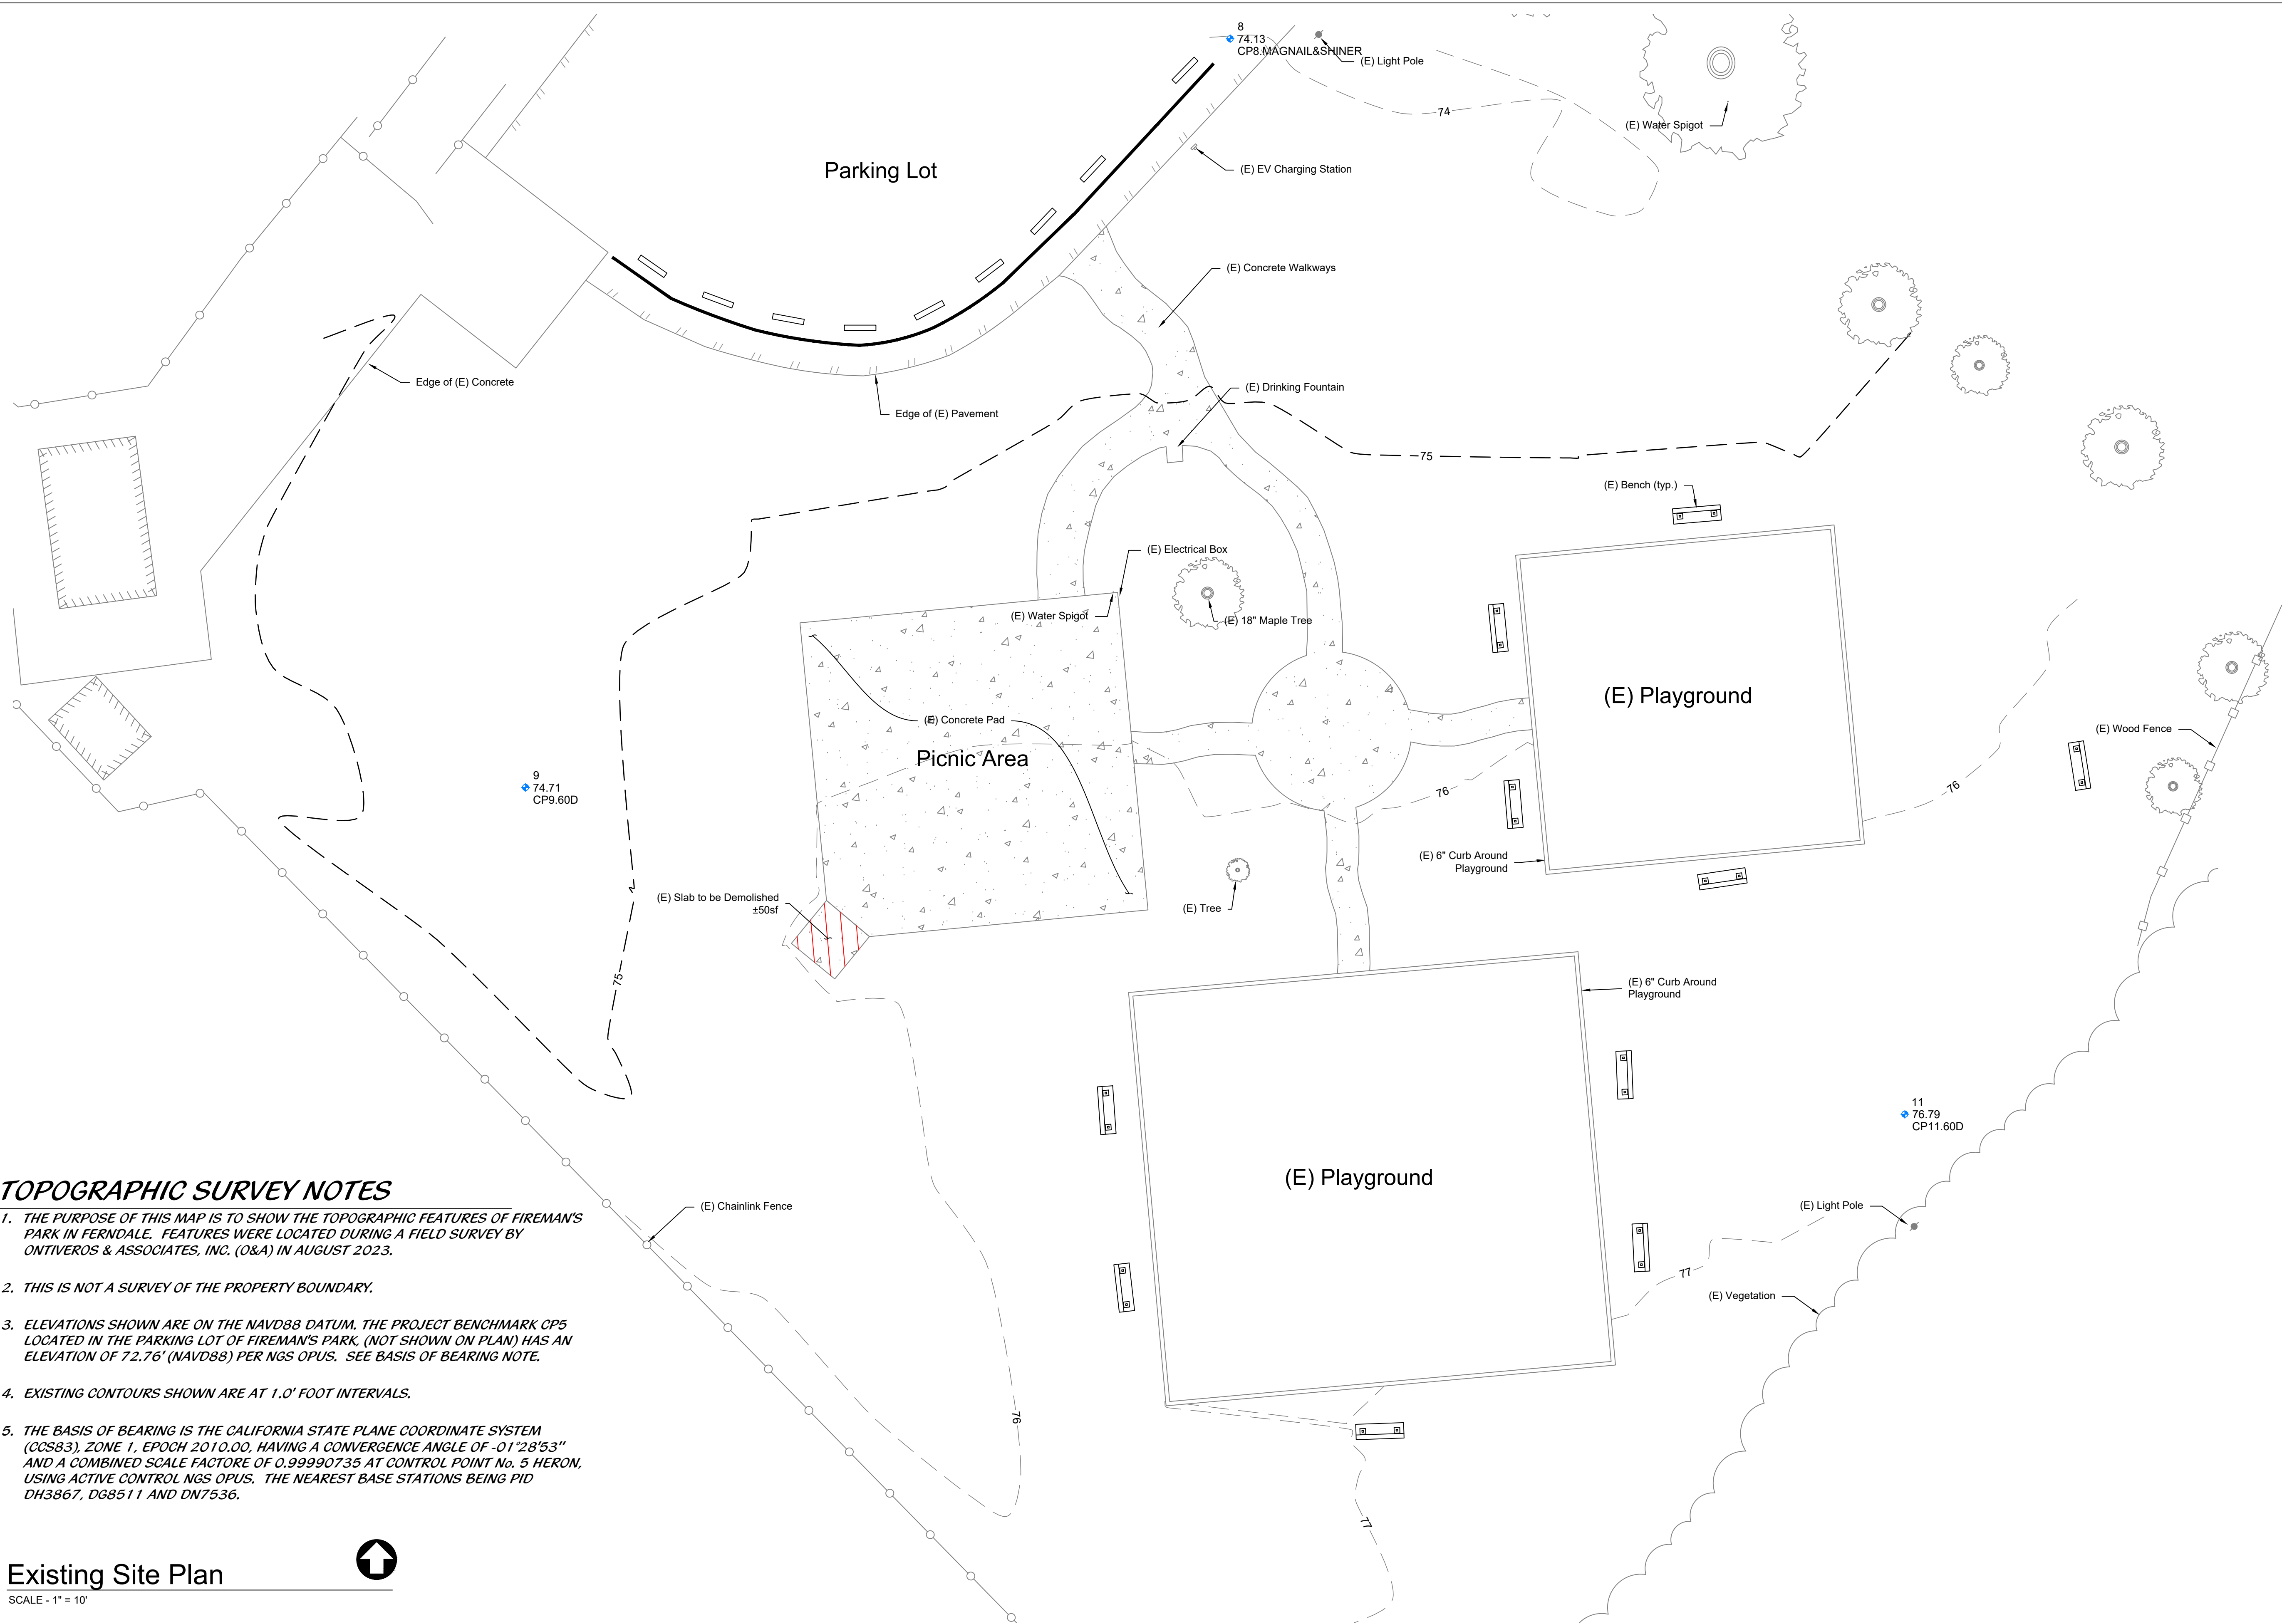 8
74.13
CP8.MAGNAIL&SHINER
(E) Light Pole
74
(E) Water Spigot
Parking Lot
(E) EV Charging Station
(E) Concrete Walkways
Edge of (E) Concrete
(E) Drinking Fountain
Edge of (E) Pavement
75
(E) Bench (typ.)
(E) Electrical Box
(E) Water Spigot
(E) 18" Maple Tree
(E) Playground
(E) Concrete Pad
(E) Wood Fence
Picnic Area
9
74.71
CP9.60D
76
76
(E) 6" Curb Around
Playground
(E) Slab to be Demolished
±50sf
(E) Tree
75
(E) 6" Curb Around
Playground
11
76.79
CP11.60D
(E) Playground
(E) Chainlink Fence
(E) Light Pole
77
(E) Vegetation
76
77
TOPOGRAPHIC SURVEY NOTES
1. THE PURPOSE OF THIS MAP IS TO SHOW THE TOPOGRAPHIC FEATURES OF FIREMAN'S
PARK IN FERNDALE. FEATURES WERE LOCATED DURING A FIELD SURVEY BY
ONTIVEROS & ASSOCIATES, INC. (O&A) IN AUGUST 2023.
2. THIS IS NOT A SURVEY OF THE PROPERTY BOUNDARY.
3. ELEVATIONS SHOWN ARE ON THE NAVD88 DATUM. THE PROJECT BENCHMARK CP5
LOCATED IN THE PARKING LOT OF FIREMAN'S PARK, (NOT SHOWN ON PLAN) HAS AN
ELEVATION OF 72.76' (NAVD88) PER NGS OPUS. SEE BASIS OF BEARING NOTE.
4. EXISTING CONTOURS SHOWN ARE AT 1.0' FOOT INTERVALS.
5. THE BASIS OF BEARING IS THE CALIFORNIA STATE PLANE COORDINATE SYSTEM
(CCS83), ZONE 1, EPOCH 2010.00, HAVING A CONVERGENCE ANGLE OF -01°28'53"
AND A COMBINED SCALE FACTORE OF 0.99990735 AT CONTROL POINT No. 5 HERON,
USING ACTIVE CONTROL NGS OPUS. THE NEAREST BASE STATIONS BEING PID
DH3867, DG8511 AND DN7536.
Existing Site Plan
SCALE - 1" = 10'